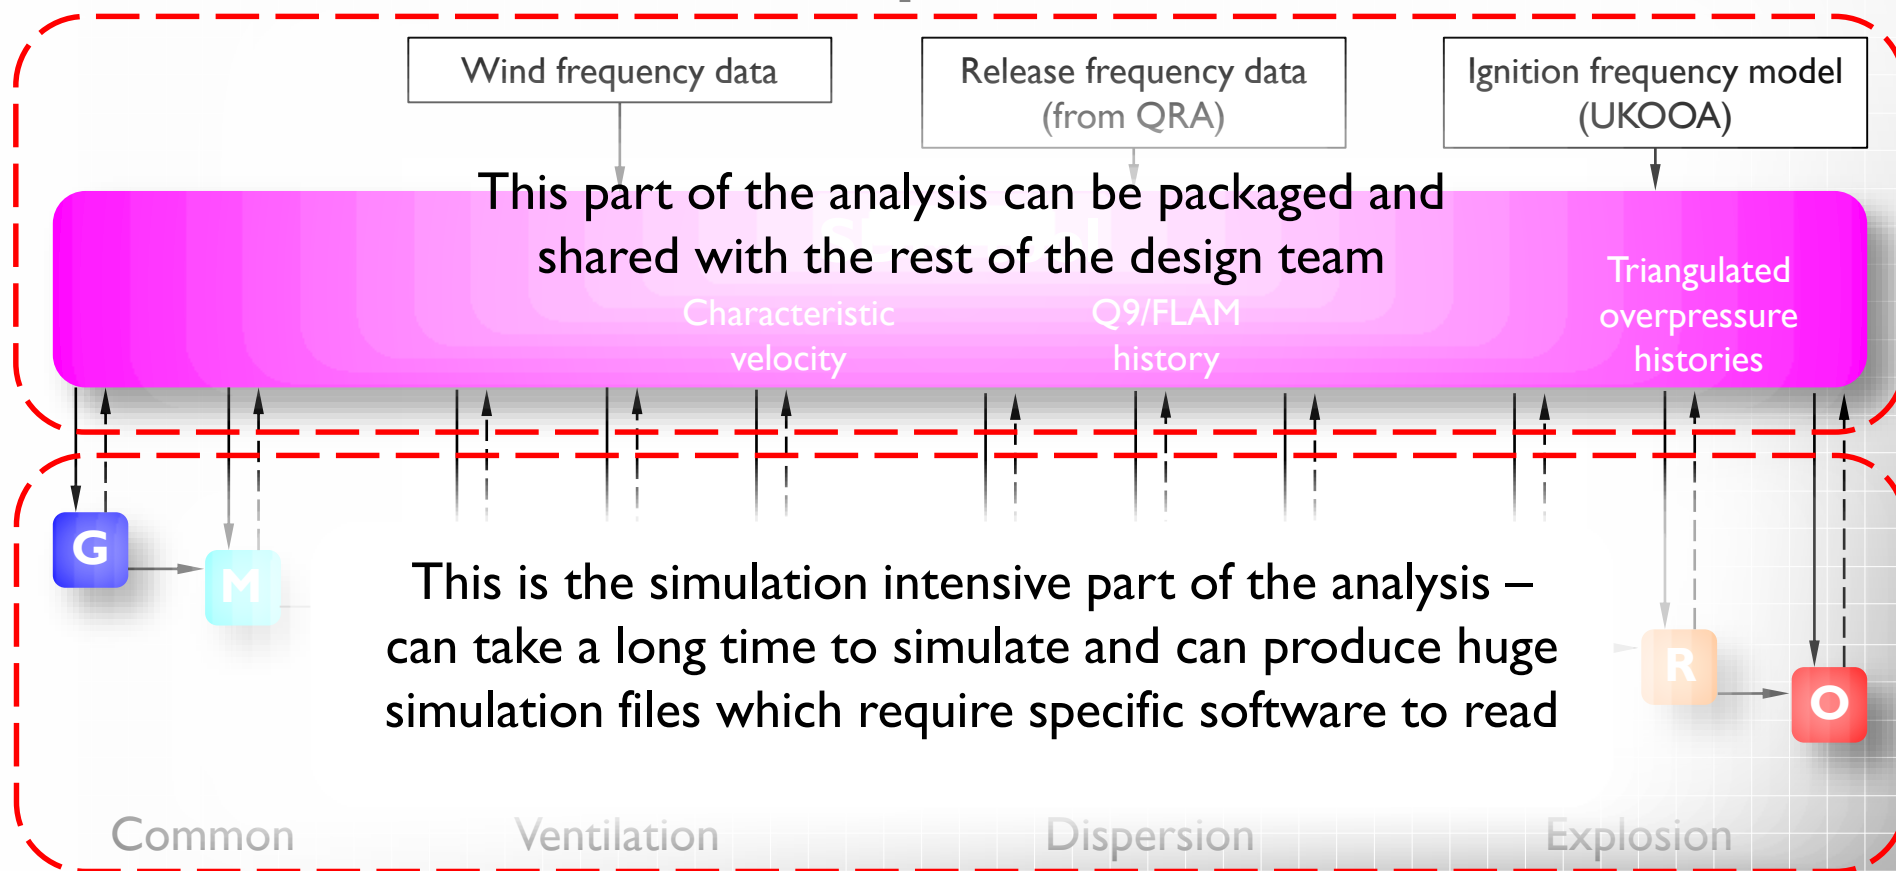 Wind frequency data
Release frequency data
(from QRA)
Ignition frequency model
(UKOOA)
This part of the analysis can be packaged and
shared with the rest of the design team
Characteristic
velocity
Q9/FLAM
history
Triangulated
overpressure
histories
G
M
This is the simulation intensive part of the analysis –
can take a long time to simulate and can produce huge
simulation files which require specific software to read
R
O
Common
Ventilation
Dispersion
Explosion